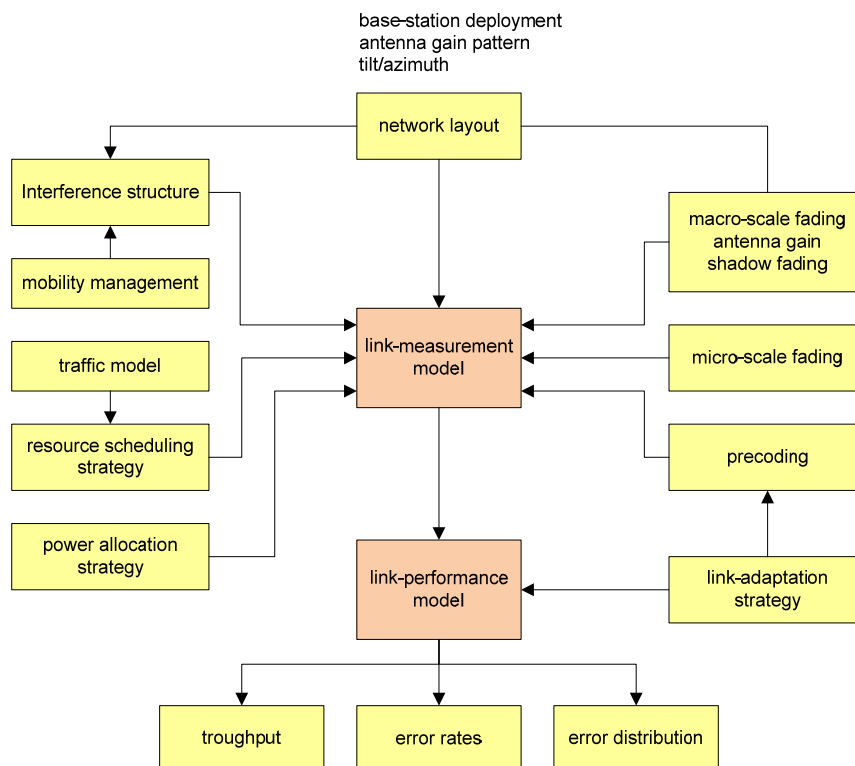 base-station deployment
antenna gain pattern
tilt/azimuth
network layout
Interference structure
macro-scale fading
antenna gain
shadow fading
mobility management
link-measurement
model
micro-scale fading
traffic model
resource scheduling
strategy
precoding
power allocation
strategy
link-performance
model
link-adaptation
strategy
troughput
error rates
error distribution